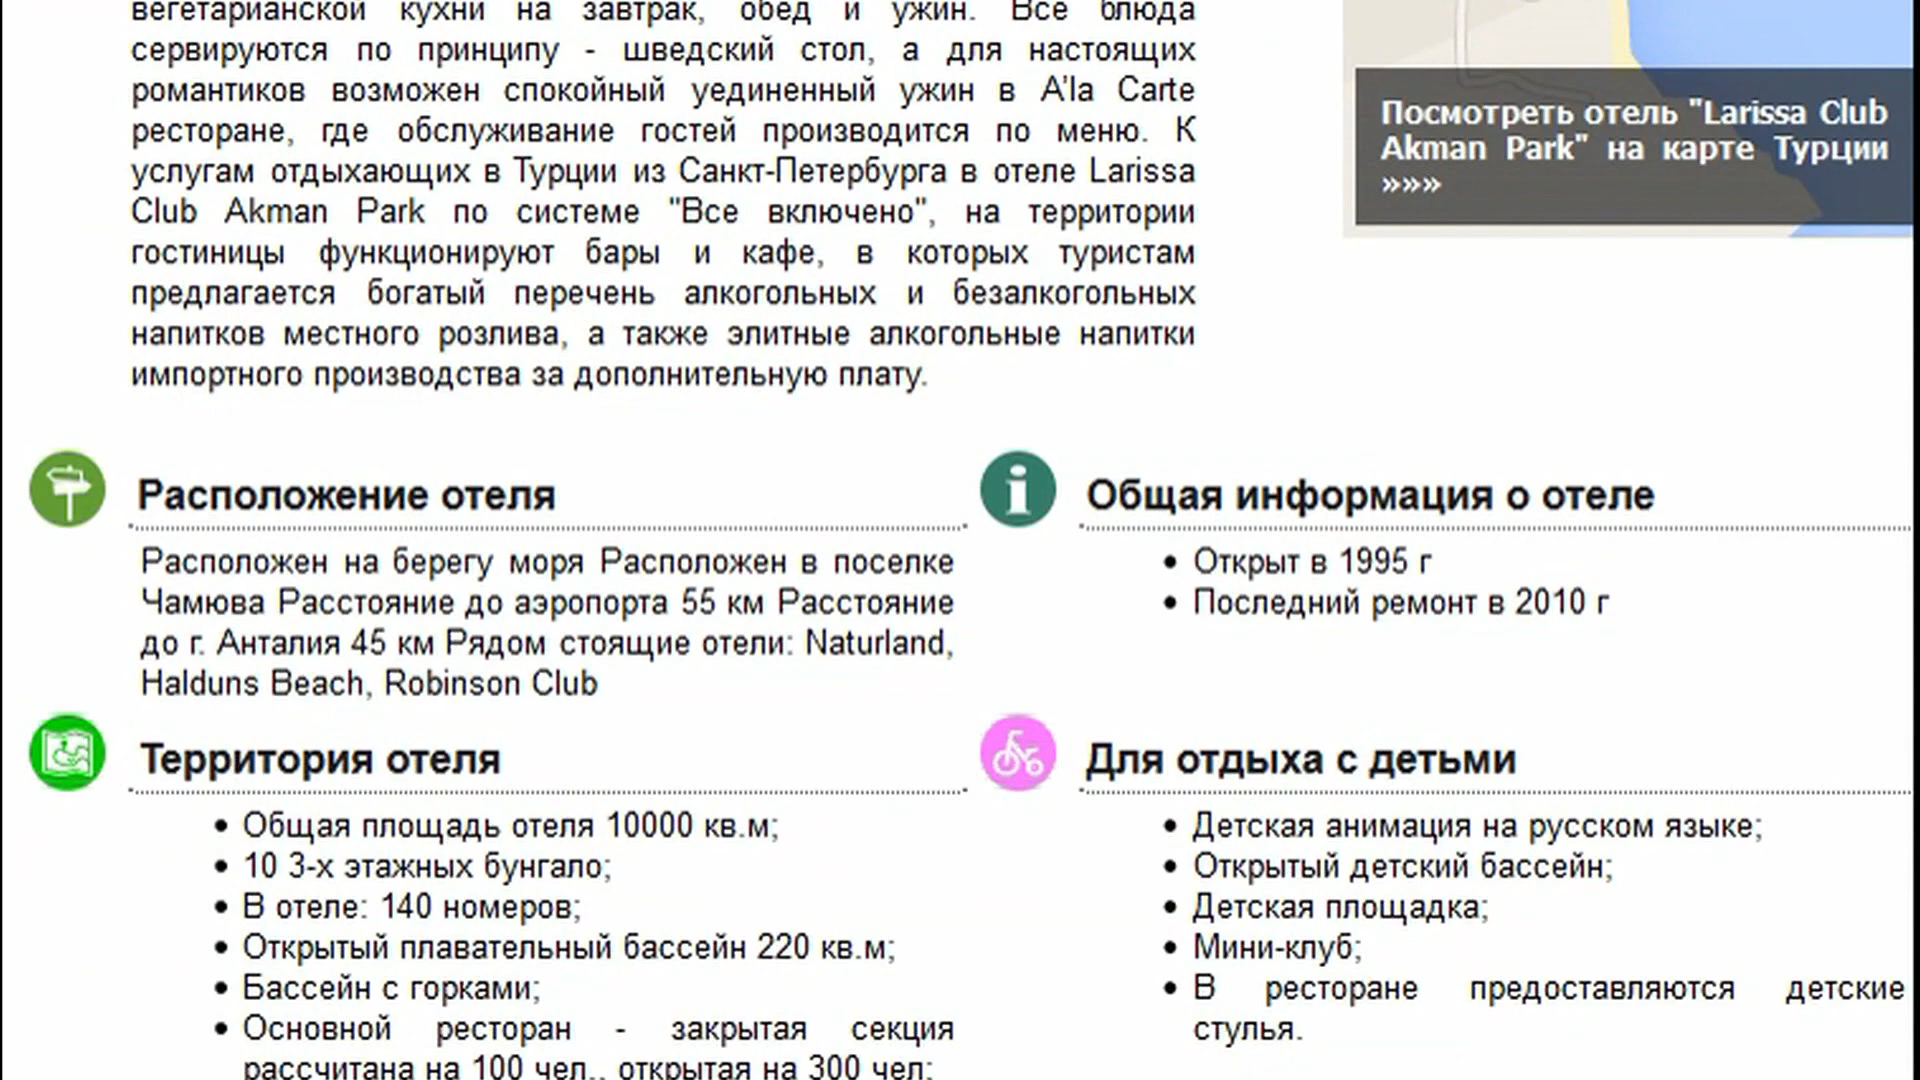 вегетарианской кухни на завтрак, обед и ужин. Все блюда
сервируются по принципу - шведский стол, а для настоящих
романтиков возможен спокойный уединенный ужин в A'la Carte
ресторане, где обслуживание гостей производится по меню. К
услугам отдыхающих в Турции из Санкт-Петербурга в отеле Larissa
Club Akman Park по системе "Все включено", на территории
гостиницы функционируют бары и кафе, в которых туристам
предлагается богатый перечень алкогольных и безалкогольных
напитков местного розлива, а также элитные алкогольные напитки
импортного производства за дополнительную плату.
Посмотреть отель "Larissa Club
Akman Park" на карте Турции
»»»
Расположение отеля
Расположен на берегу моря Расположен в поселке
Чамюва Расстояние до аэропорта 55 км Расстояние
до г. Анталия 45 км Рядом стоящие отели: Naturland,
Halduns Beach, Robinson Club
Общая информация о отеле
• Открыт в 1995 г
• Последний ремонт в 2010 г
Территория отеля
• Общая площадь отеля 10000 кв.м;
• 10 3-х этажных бунгало;
• В отеле: 140 номеров;
• Открытый плавательный бассейн 220 кв.м;
• Бассейн с горками;
• Основной ресторан - закрытая секция
рассчитана на 100 чел., открытая на 300 чел;
Для отдыха с детьми
• Детская анимация на русском языке;
• Открытый детский бассейн;
• Детская площадка;
• Мини-клуб;
• В ресторане предоставляются детские
стулья.